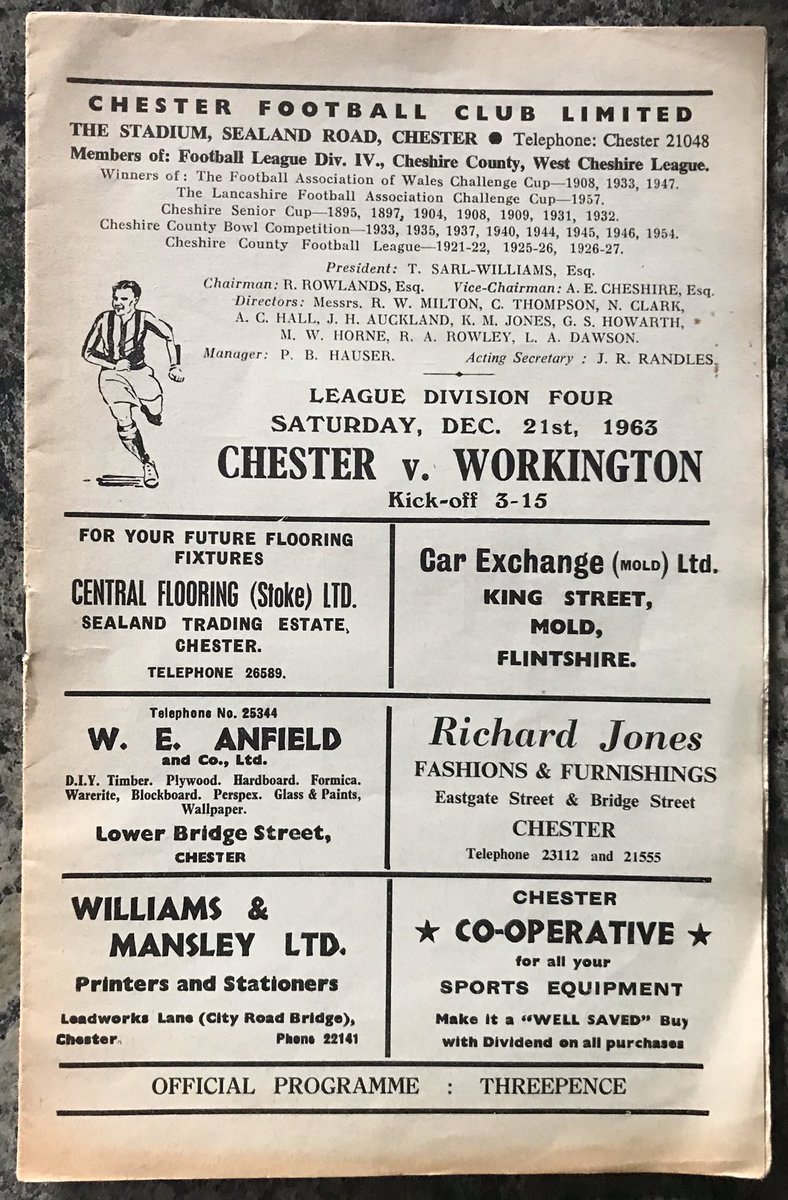 CHESTER FOOTBALL CLUB LIMITED
THE STADIUM, SEALAND ROAD, CHESTER ● Telephone: Chester 21048
Members of: Football League Div. IV., Cheshire County, West Cheshire League.
Winners of: The Football Association of Wales Challenge Cup—1908, 1933, 1947.
The Lancashire Football Association Challenge Cup—1957.
Cheshire Senior Cup—1895, 1897, 1904, 1908, 1909, 1931, 1932.
Cheshire County Bowl Competition—1933, 1935, 1937, 1940, 1944, 1945, 1946, 1954.
Cheshire County Football League—1921-22, 1925-26, 1926-27.
President: T. SARL-WILLIAMS, Esq.
Chairman: R. ROWLANDS, Esq. Vice-Chairman: A. E. CHESHIRE, Esq.
Directors: Messrs. R. W. MILTON, C. THOMPSON, N. CLARK,
A. C. HALL, J. H. AUCKLAND, K. M. JONES, G. S. HOWARTH,
M. W. HORNE, R. A. ROWLEY, L. A. DAWSON.
Manager: P. B. HAUSER. Acting Secretary : J. R. RANDLES.
LEAGUE DIVISION FOUR
SATURDAY, DEC. 21st, 1963
CHESTER v. WORKINGTON
Kick-off 3-15
FOR YOUR FUTURE FLOORING
FIXTURES
CENTRAL FLOORING (Stoke) LTD.
SEALAND TRADING ESTATE,
CHESTER.
TELEPHONE 26589.
Car Exchange (MOLD) Ltd.
KING STREET,
MOLD,
FLINTSHIRE.
Telephone No. 25344
W. E. ANFIELD
and Co., Ltd.
D.I.Y. Timber. Plywood. Hardboard. Formica.
Warerite, Blockboard. Perspex. Glass & Paints,
Wallpaper.
Lower Bridge Street,
CHESTER
Richard Jones
FASHIONS & FURNISHINGS
Eastgate Street & Bridge Street
CHESTER
Telephone 23112 and 21555
WILLIAMS &
MANSLEY LTD.
Printers and Stationers
Leadworks Lane (City Road Bridge),
Chester. Phone 22141
CHESTER
★ CO-OPERATIVE ★
for all your
SPORTS EQUIPMENT
Make it a “WELL SAVED” Buy
with Dividend on all purchases
OFFICIAL PROGRAMME : THREEPENCE